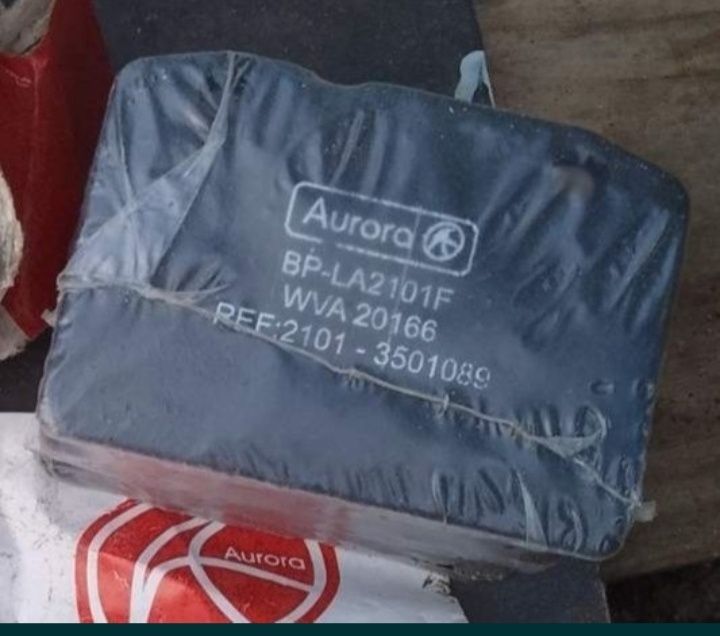 Aurora
BP-LA2101F
WVA 20166
REF:2101 - 3501089
Aurora